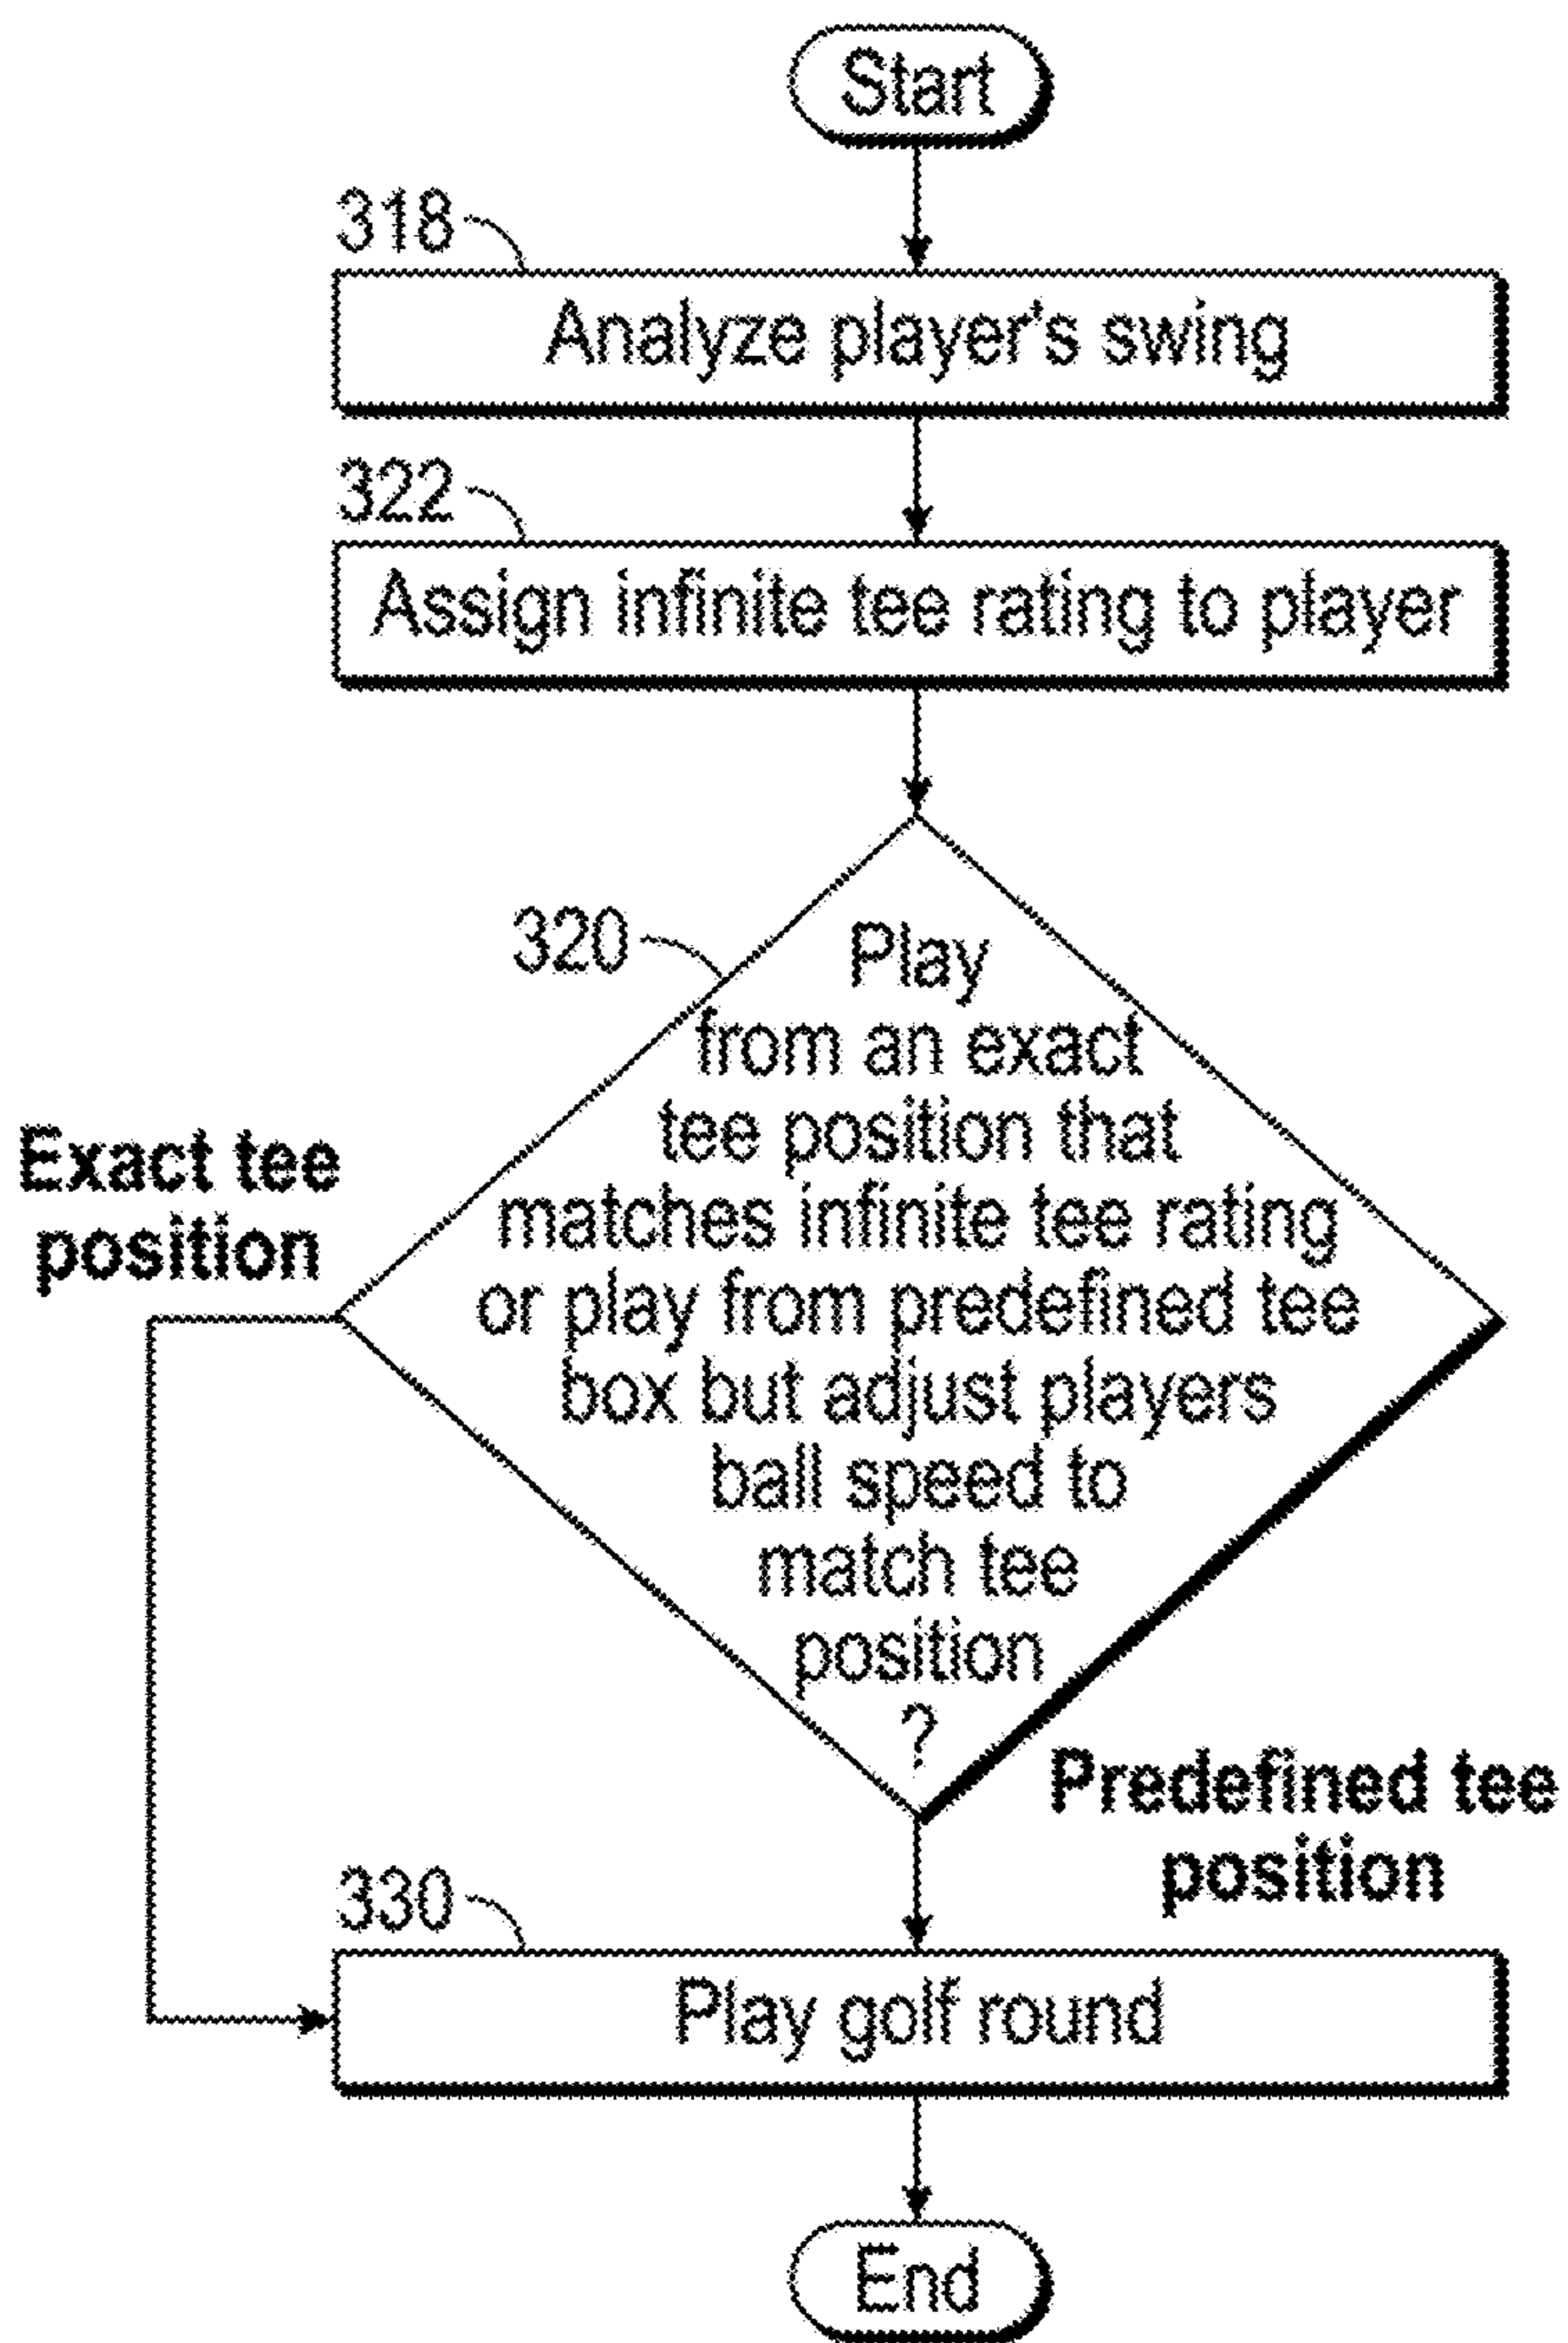 Start
318
Analyze player's swing
322
Assign infinite tee rating to player
320
Play
from an exact
tee position that
matches infinite tee rating
or play from predefined tee
box but adjust players
ball speed to
match tee
position
?
Exact tee
position
Predefined tee
position
330
Play golf round
End